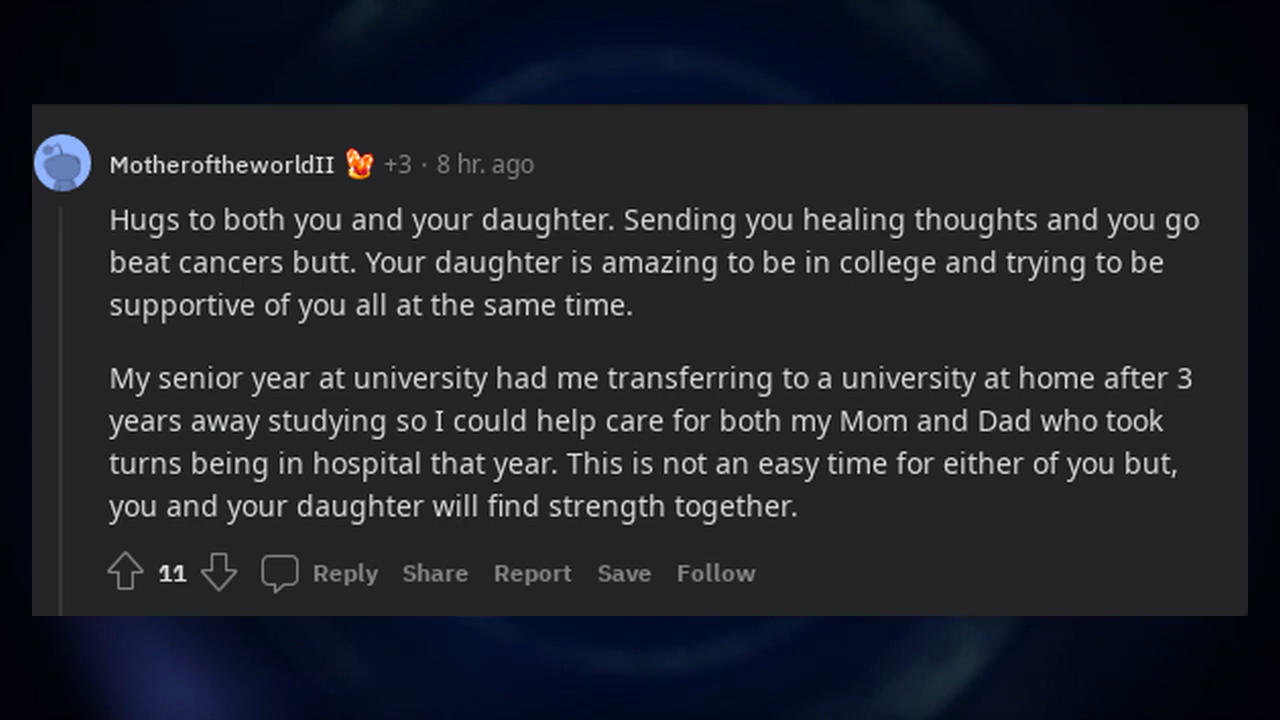 MotheroftheworldII +3 · 8 hr. ago
Hugs to both you and your daughter. Sending you healing thoughts and you go
beat cancers butt. Your daughter is amazing to be in college and trying to be
supportive of you all at the same time.
My senior year at university had me transferring to a university at home after 3
years away studying so I could help care for both my Mom and Dad who took
turns being in hospital that year. This is not an easy time for either of you but,
you and your daughter will find strength together.
11 Reply Share Report Save Follow